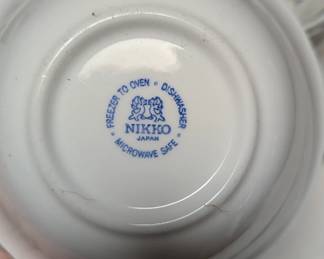 FREEZER TO OVEN • DISHWASHER •
NIKKO
JAPAN
MICROWAVE SAFE •